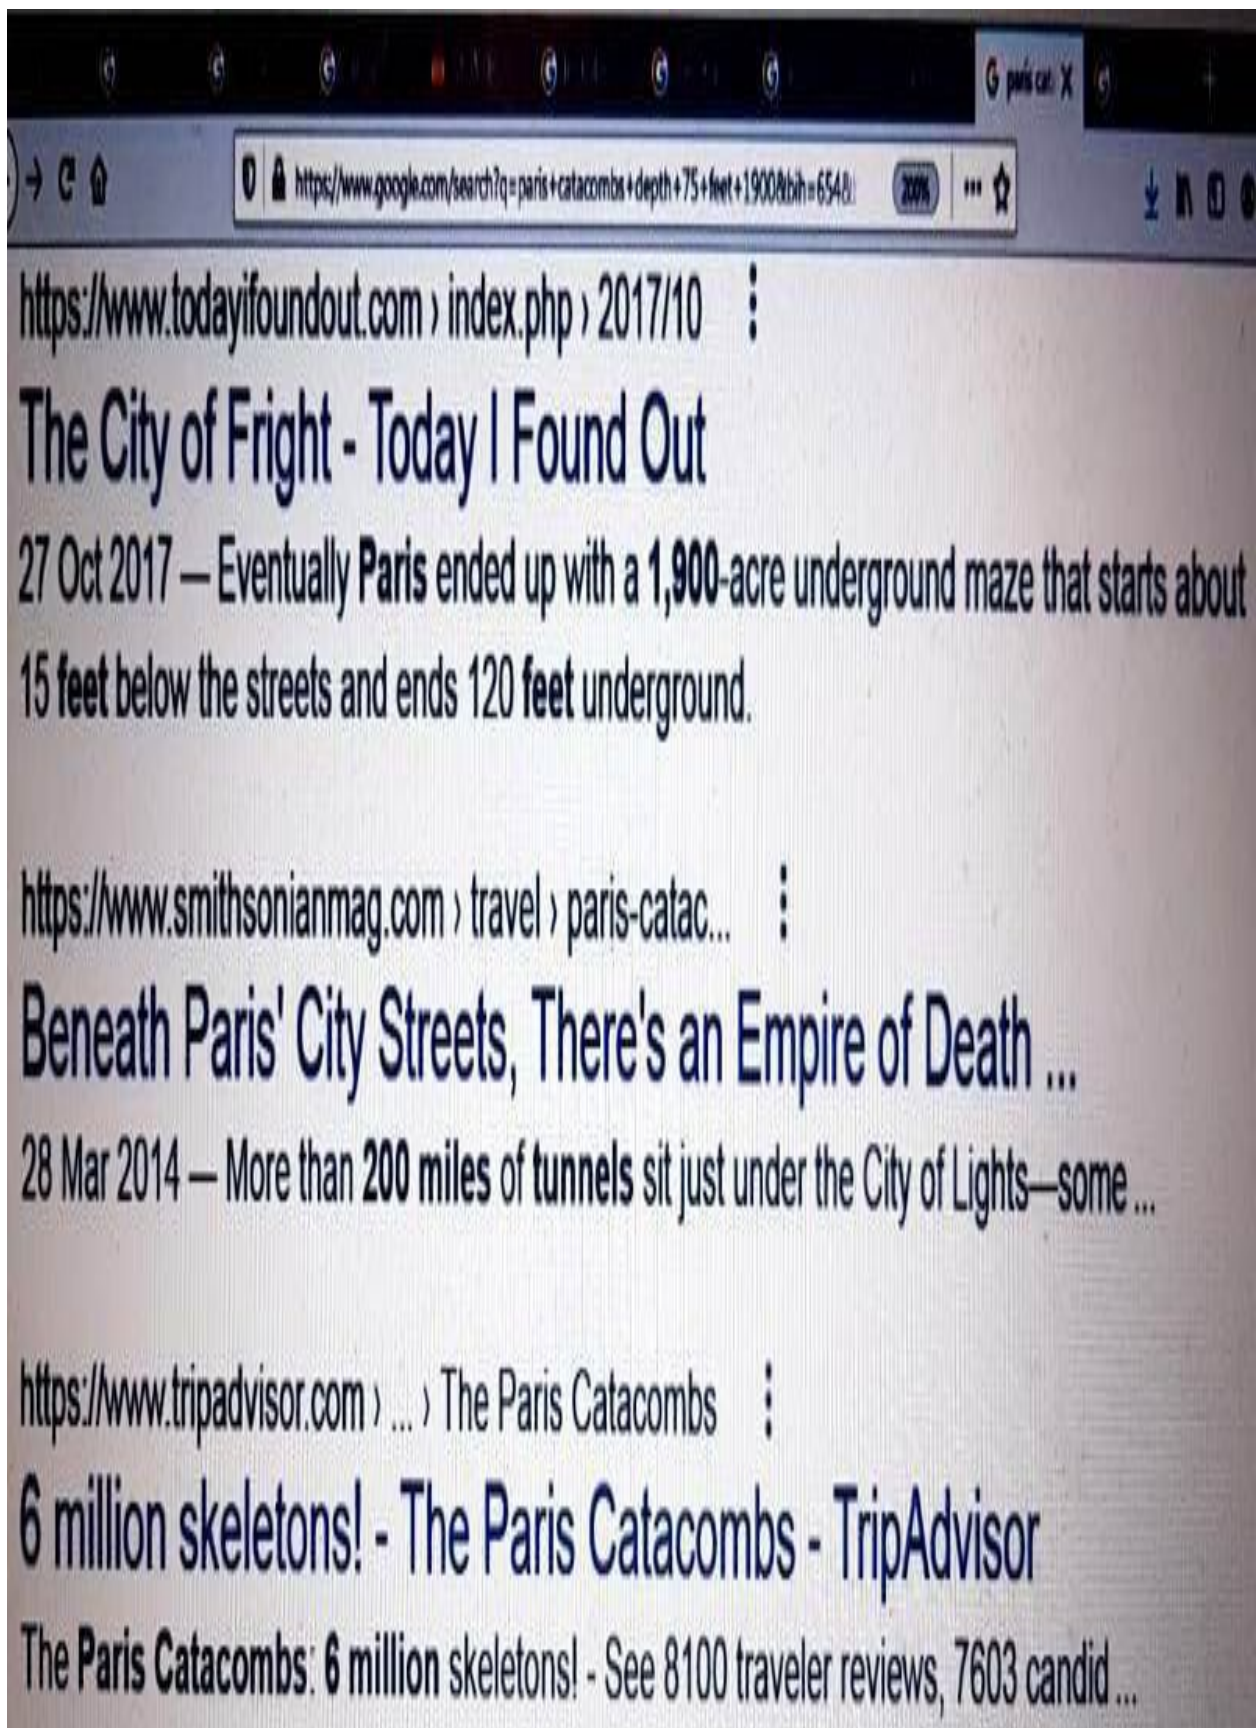 paris cat
https://www.google.com/search?q=paris+catacombs+depth+75+feet+1900&bih=654&
200%
https://www.todayifoundout.com › index.php › 2017/10
The City of Fright - Today I Found Out
27 Oct 2017 — Eventually Paris ended up with a 1,900-acre underground maze that starts about
15 feet below the streets and ends 120 feet underground.
https://www.smithsonianmag.com › travel › paris-catac...
Beneath Paris' City Streets, There's an Empire of Death ...
28 Mar 2014 — More than 200 miles of tunnels sit just under the City of Lights—some ...
https://www.tripadvisor.com › ... › The Paris Catacombs
6 million skeletons! - The Paris Catacombs - TripAdvisor
The Paris Catacombs: 6 million skeletons! - See 8100 traveler reviews, 7603 candid ...